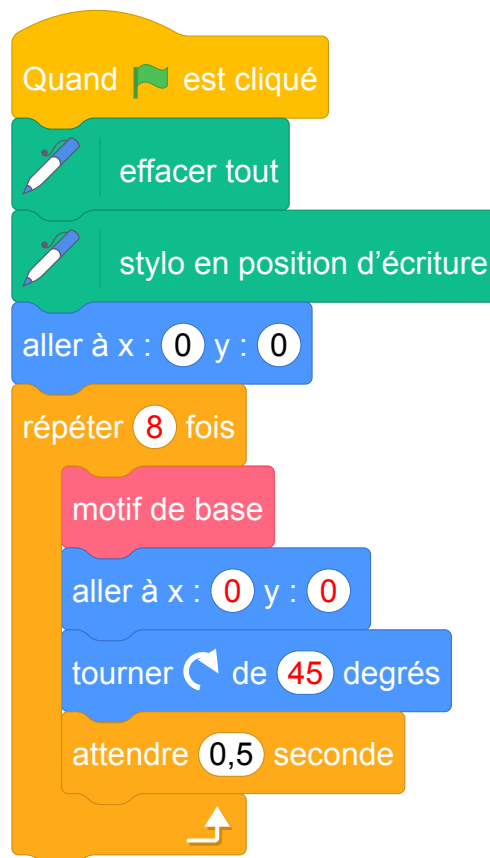 Quand est cliqué
effacer tout
stylo en position d’écriture
aller à x : 0 y : 0
répéter 8 fois
motif de base
aller à x : 0 y : 0
tourner de 45 degrés
attendre 0,5 seconde